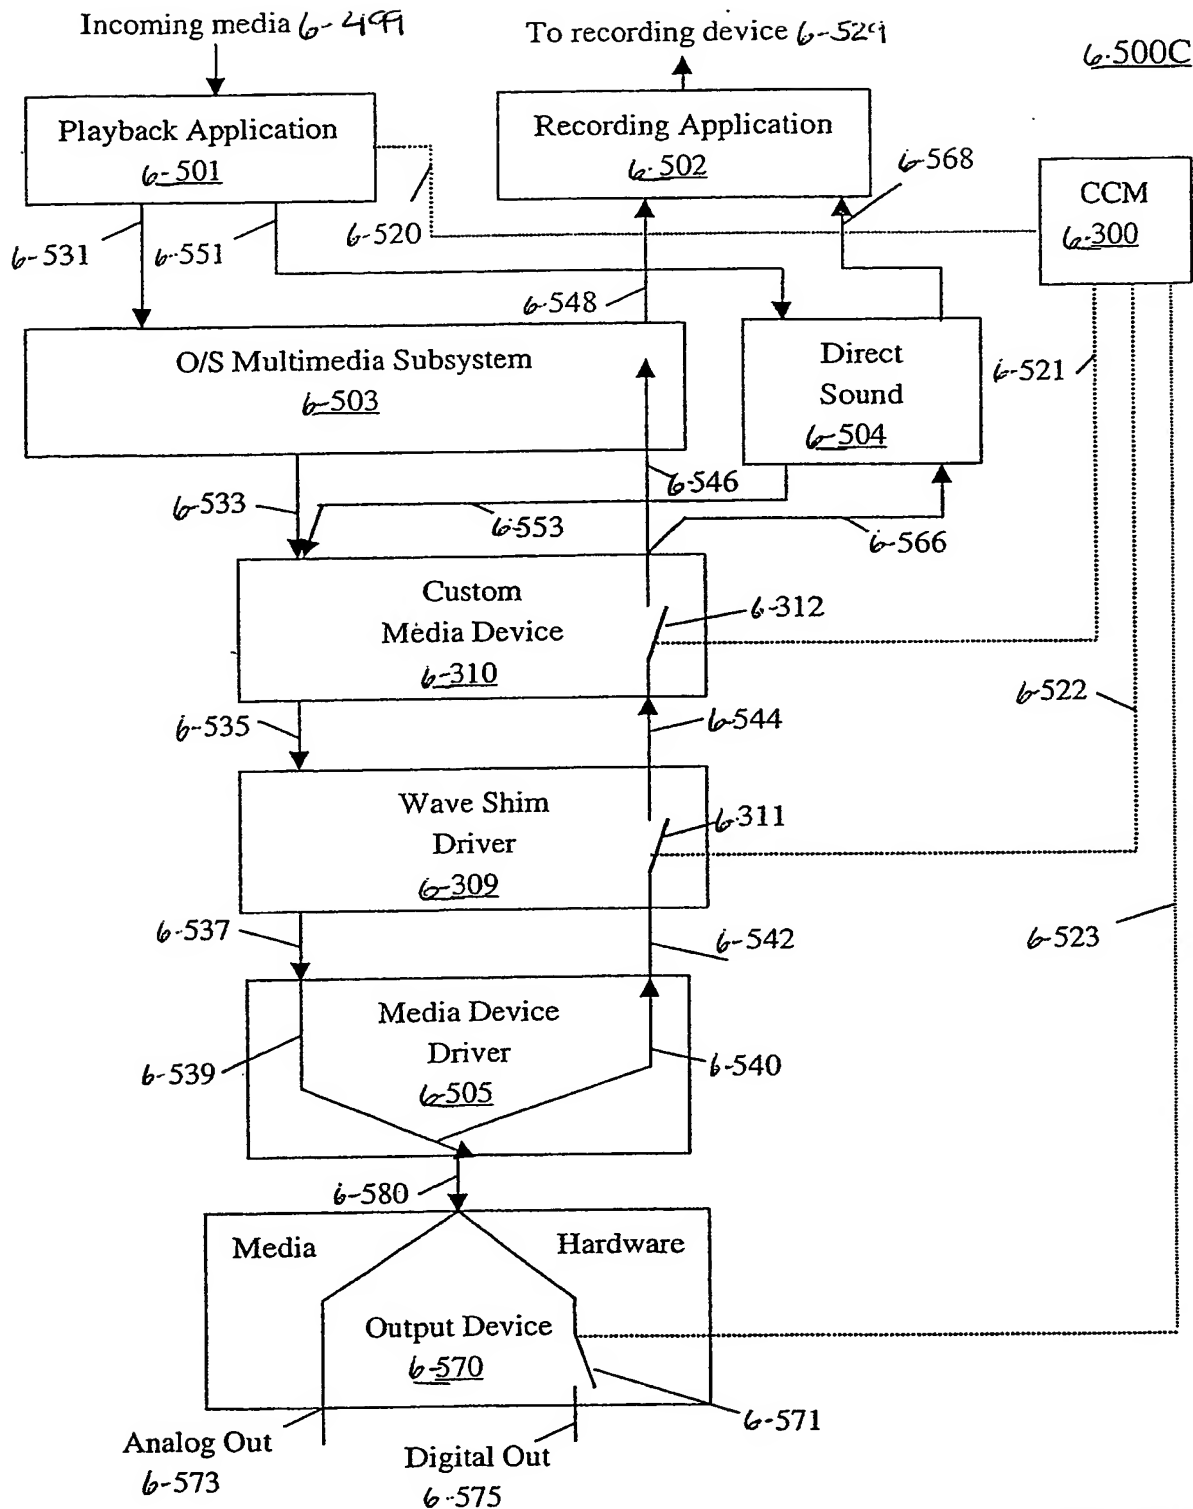 Incoming media 6-499
To recording device 6-529
6-500C
Playback Application
6-501
Recording Application
6-502
6-568
CCM
6-300
6-531
6-551
6-520
6-548
O/S Multimedia Subsystem
6-503
Direct
Sound
6-504
6-521
6-533
6-546
6-553
6-566
Custom
Media Device
6-310
6-312
6-522
6-535
6-544
Wave Shim
Driver
6-309
6-311
6-537
6-542
6-523
Media Device
Driver
6-505
6-539
6-540
6-580
Media
Hardware
Output Device
6-570
6-571
Analog Out
6-573
Digital Out
6-575